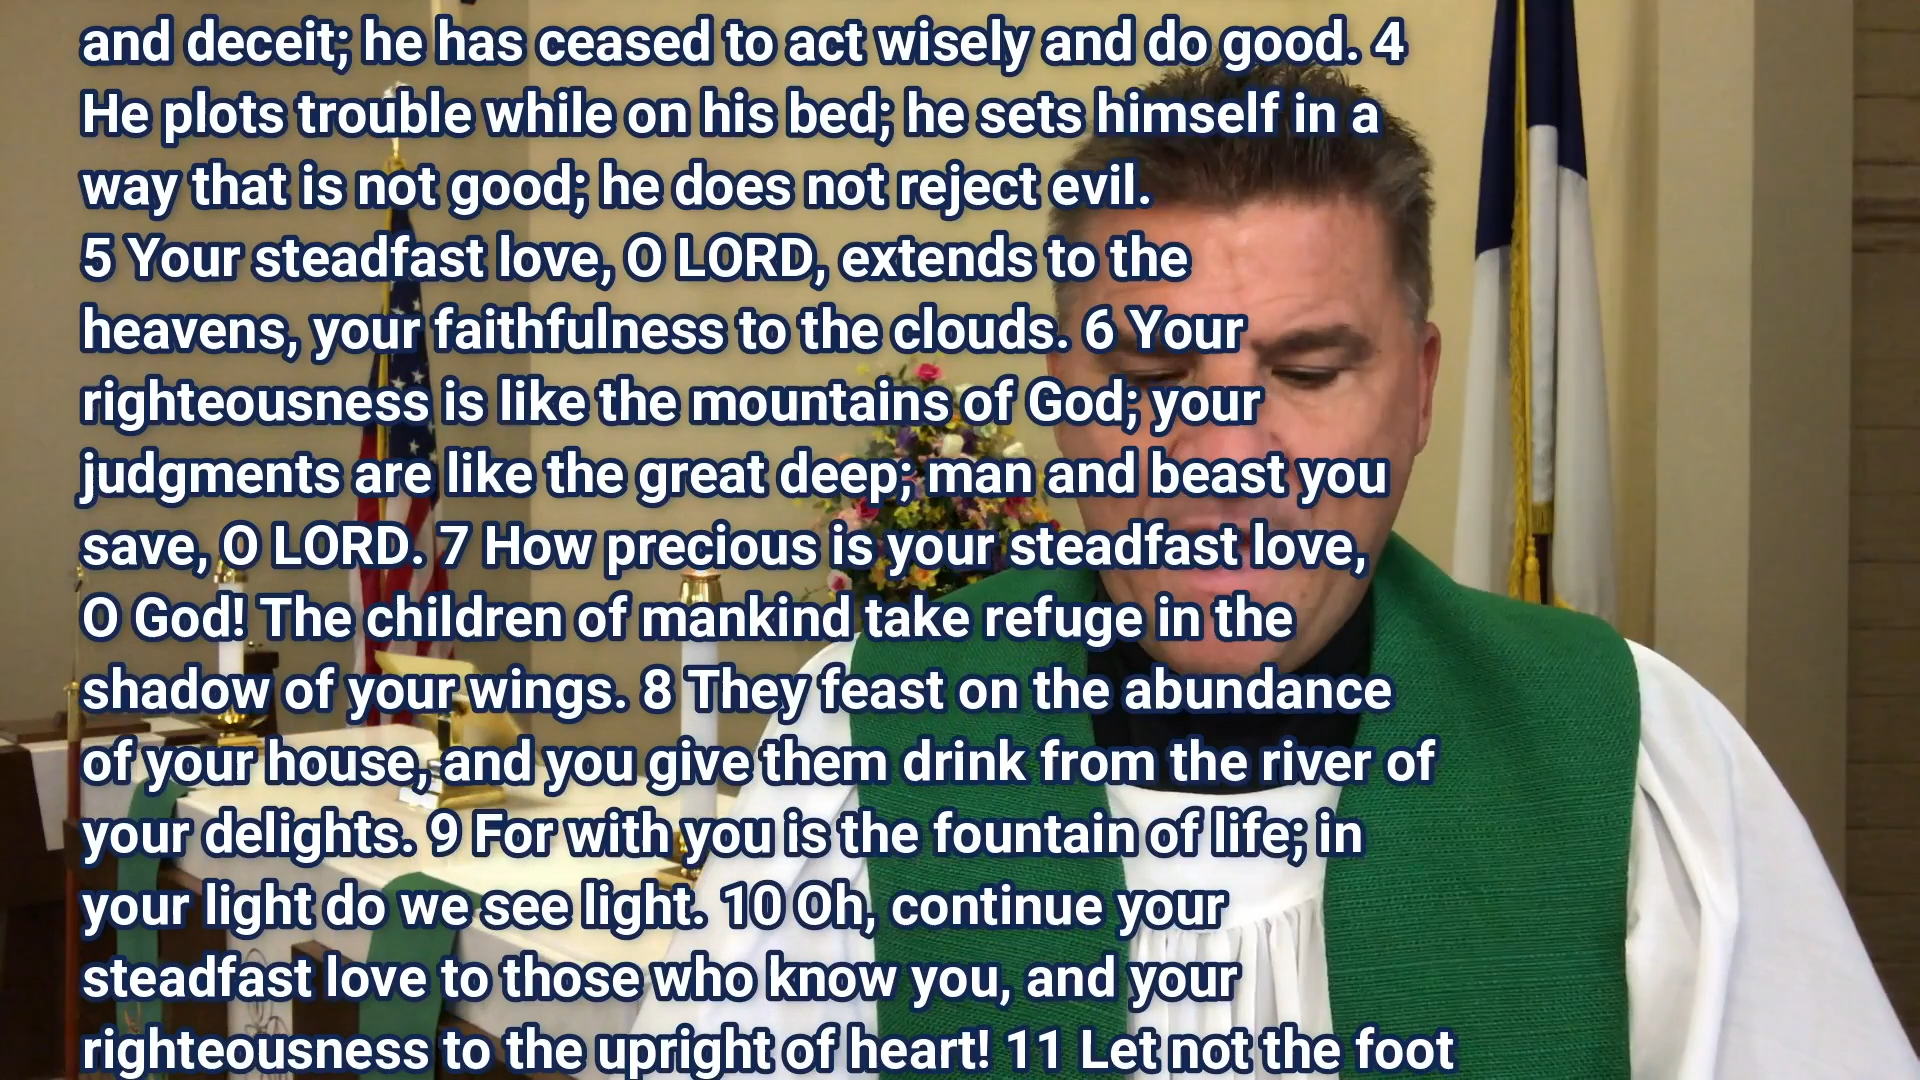 and deceit; he has ceased to act wisely and do good. 4
He plots trouble while on his bed; he sets himself in a
way that is not good; he does not reject evil.
5 Your steadfast love, O LORD, extends to the
heavens, your faithfulness to the clouds. 6 Your
righteousness is like the mountains of God; your
judgments are like the great deep; man and beast you
save, O LORD. 7 How precious is your steadfast love,
O God! The children of mankind take refuge in the
shadow of your wings. 8 They feast on the abundance
of your house, and you give them drink from the river of
your delights. 9 For with you is the fountain of life; in
your light do we see light. 10 Oh, continue your
steadfast love to those who know you, and your
righteousness to the upright of heart! 11 Let not the foot